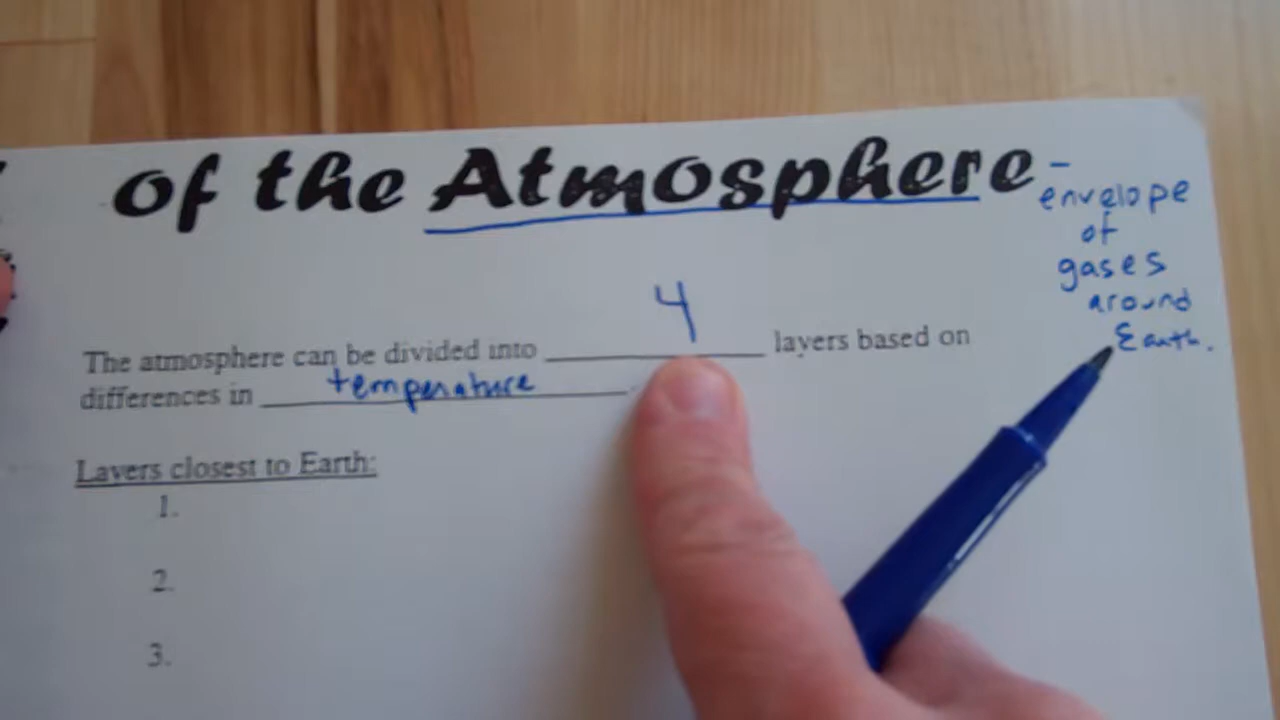 of the Atmosphere -
envelope
of
gases
around
Earth.
The atmosphere can be divided into 4 layers based on
differences in temperature.
Layers closest to Earth:
1.
2.
3.